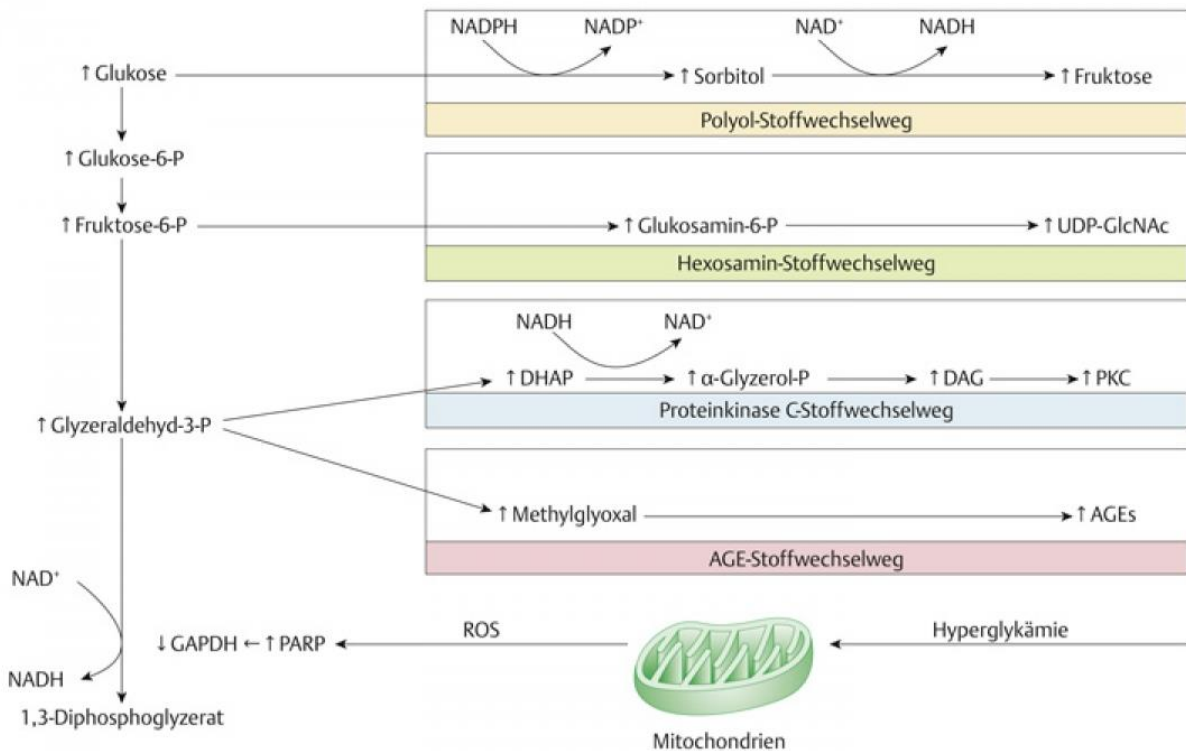 NADPH NADP⁺ NAD⁺ NADH
↑Glukose ↑Sorbitol ↑Fruktose
Polyol-Stoffwechselweg
↑Glukose-6-P
↑Fruktose-6-P ↑Glukosamin-6-P ↑UDP-GlcNAc
Hexosamin-Stoffwechselweg
NADH NAD⁺
↑DHAP ↑α-Glyzerol-P ↑DAG ↑PKC
Proteinkinase C-Stoffwechselweg
↑Glyzeraldehyd-3-P
↑Methylglyoxal ↑AGEs
AGE-Stoffwechselweg
NAD⁺
ROS Hyperglykämie
↓GAPDH ← ↑PARP
NADH
1,3-Diphosphoglyzerat
Mitochondrien